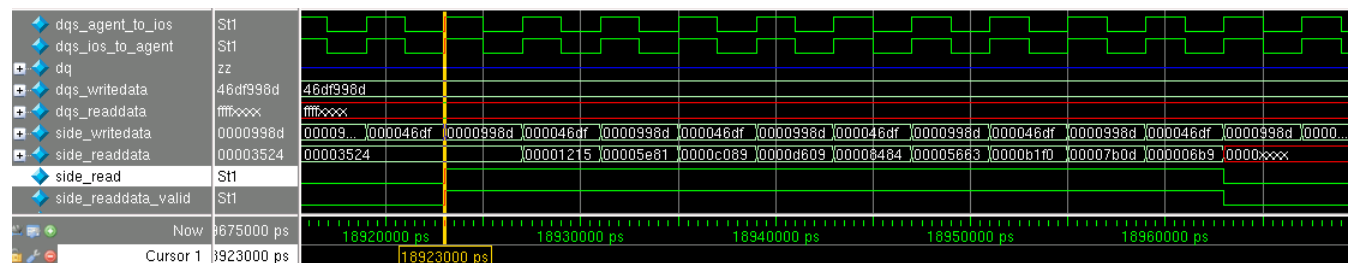 dqs_agent_to_ios St1
dqs_ios_to_agent St1
dq zz
dqs_writedata 46df998d 46df998d
dqs_readdata ffffxxxx ffffxxxx
side_writedata 0000998d 00009... 000046df 0000998d 000046df 0000998d 000046df 0000998d 000046df 0000998d 000046df 0000998d 000046df 0000998d 0000...
side_readdata 00003524 00003524 00001215 00005e81 0000c089 0000d609 00008484 00005663 0000b1f0 00007b0d 000006b9 0000xxxx
side_read St1
side_readdata_valid St1
Now 9675000 ps 18920000 ps 18930000 ps 18940000 ps 18950000 ps 18960000 ps
Cursor 1 8923000 ps 18923000 ps